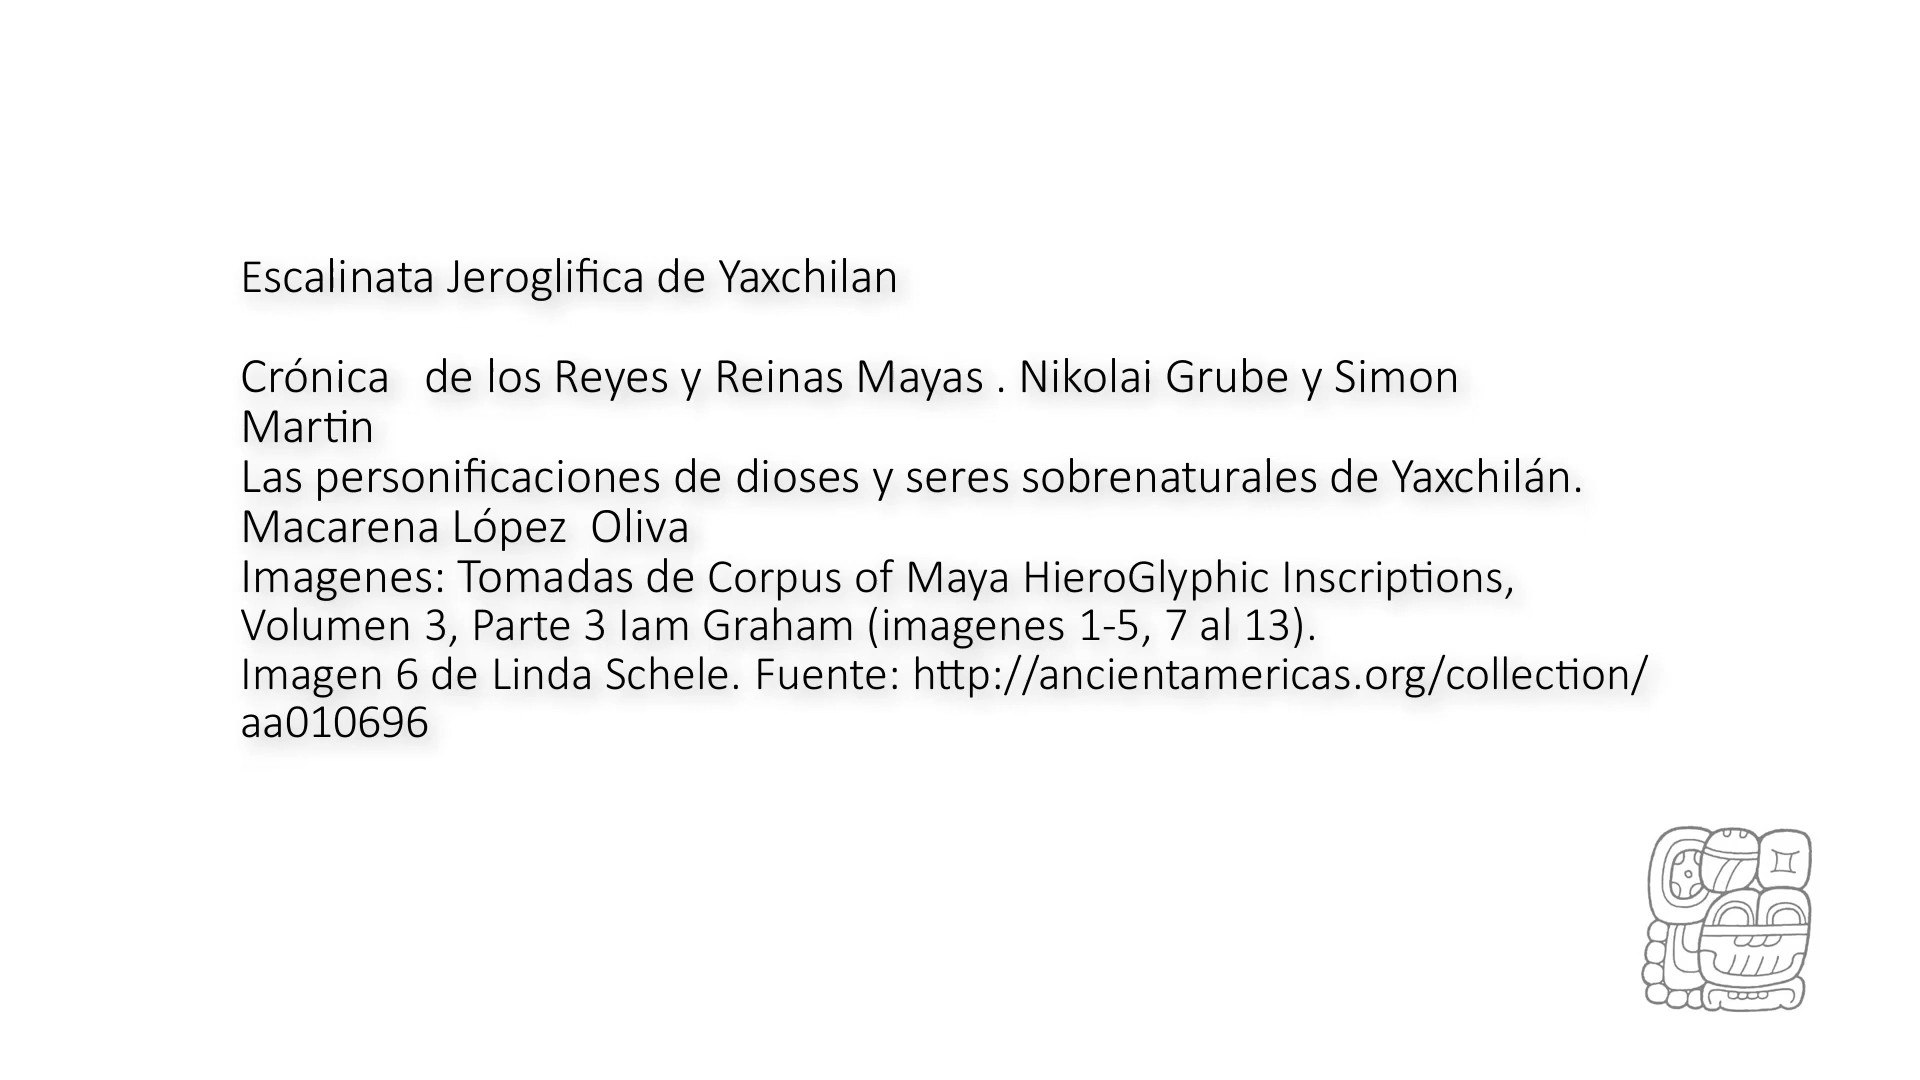 Escalinata Jeroglifica de Yaxchilan
Crónica de los Reyes y Reinas Mayas . Nikolai Grube y Simon
Martin
Las personificaciones de dioses y seres sobrenaturales de Yaxchilán.
Macarena López Oliva
Imagenes: Tomadas de Corpus of Maya HieroGlyphic Inscriptions,
Volumen 3, Parte 3 Iam Graham (imagenes 1-5, 7 al 13).
Imagen 6 de Linda Schele. Fuente: http://ancientamericas.org/collection/
aa010696